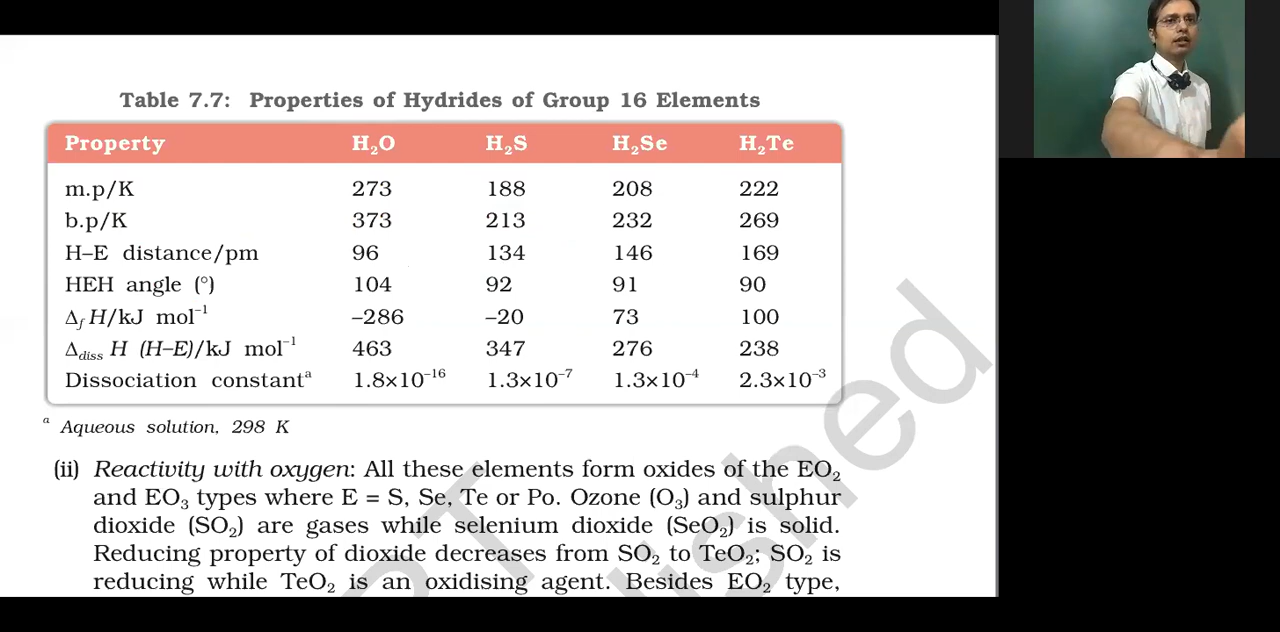 Table 7.7: Properties of Hydrides of Group 16 Elements
Property H₂O H₂S H₂Se H₂Te
m.p/K 273 188 208 222
b.p/K 373 213 232 269
H–E distance/pm 96 134 146 169
HEH angle (°) 104 92 91 90
Δf H/kJ mol⁻¹ –286 –20 73 100
Δdiss H (H–E)/kJ mol⁻¹ 463 347 276 238
Dissociation constantᵃ 1.8×10⁻¹⁶ 1.3×10⁻⁷ 1.3×10⁻⁴ 2.3×10⁻³
ᵃ Aqueous solution, 298 K
(ii) Reactivity with oxygen: All these elements form oxides of the EO₂
and EO₃ types where E = S, Se, Te or Po. Ozone (O₃) and sulphur
dioxide (SO₂) are gases while selenium dioxide (SeO₂) is solid.
Reducing property of dioxide decreases from SO₂ to TeO₂; SO₂ is
reducing while TeO₂ is an oxidising agent. Besides EO₂ type,